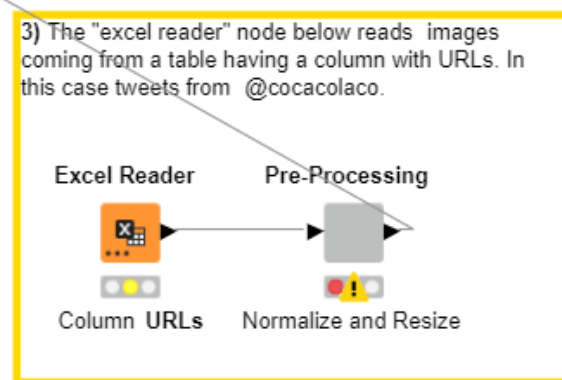 3) The "excel reader" node below reads images
coming from a table having a column with URLs. In
this case tweets from @cocacolaco.
Excel Reader Pre-Processing
X
!
Column URLs Normalize and Resize